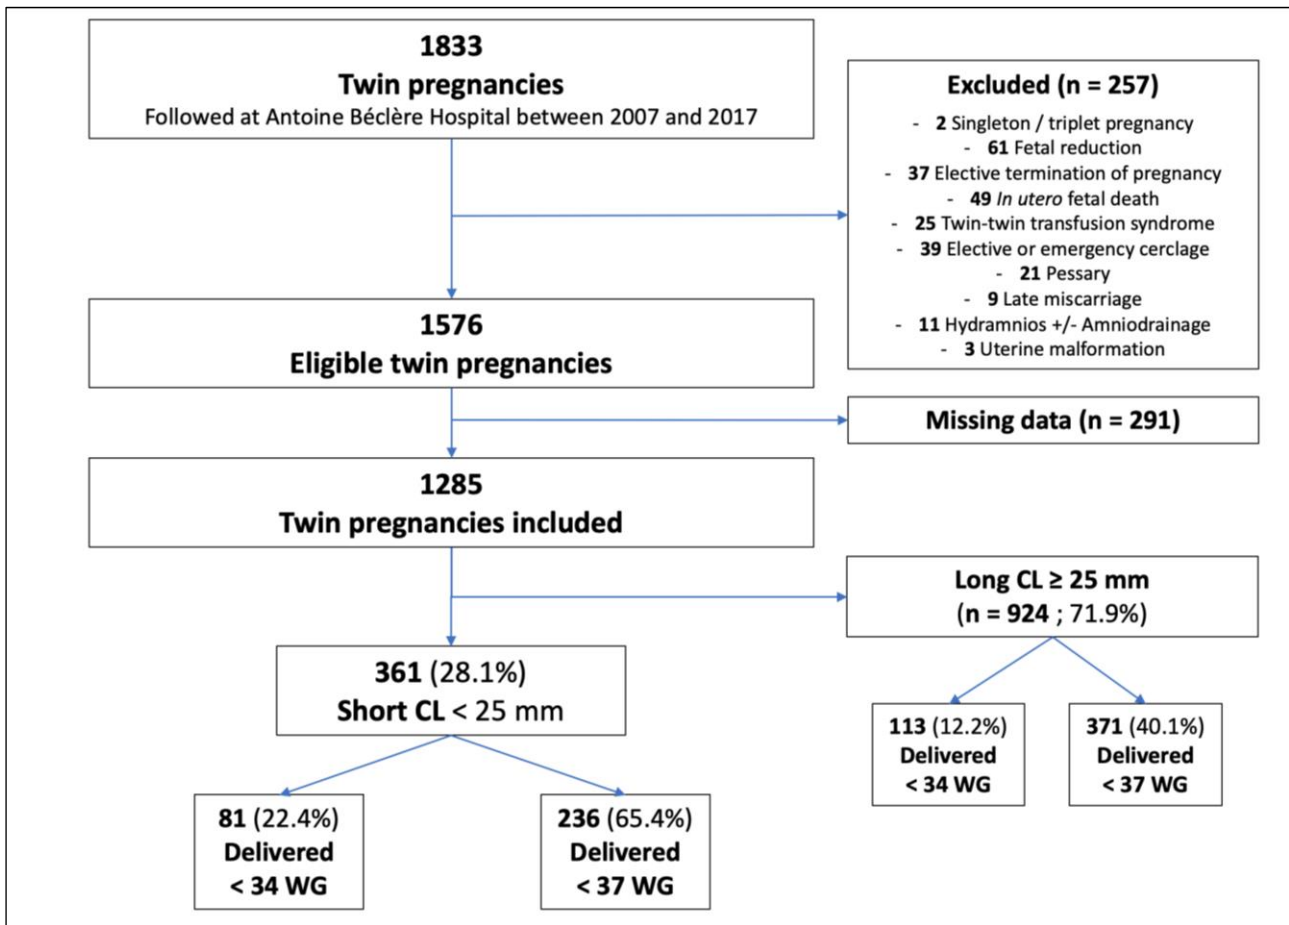 1833
Twin pregnancies
Followed at Antoine Béclère Hospital between 2007 and 2017
Excluded (n = 257)
- 2 Singleton / triplet pregnancy
- 61 Fetal reduction
- 37 Elective termination of pregnancy
- 49 In utero fetal death
- 25 Twin-twin transfusion syndrome
- 39 Elective or emergency cerclage
- 21 Pessary
- 9 Late miscarriage
- 11 Hydramnios +/- Amniodrainage
- 3 Uterine malformation
1576
Eligible twin pregnancies
Missing data (n = 291)
1285
Twin pregnancies included
Long CL ≥ 25 mm
(n = 924 ; 71.9%)
361 (28.1%)
Short CL < 25 mm
113 (12.2%)
Delivered
< 34 WG
371 (40.1%)
Delivered
< 37 WG
81 (22.4%)
Delivered
< 34 WG
236 (65.4%)
Delivered
< 37 WG